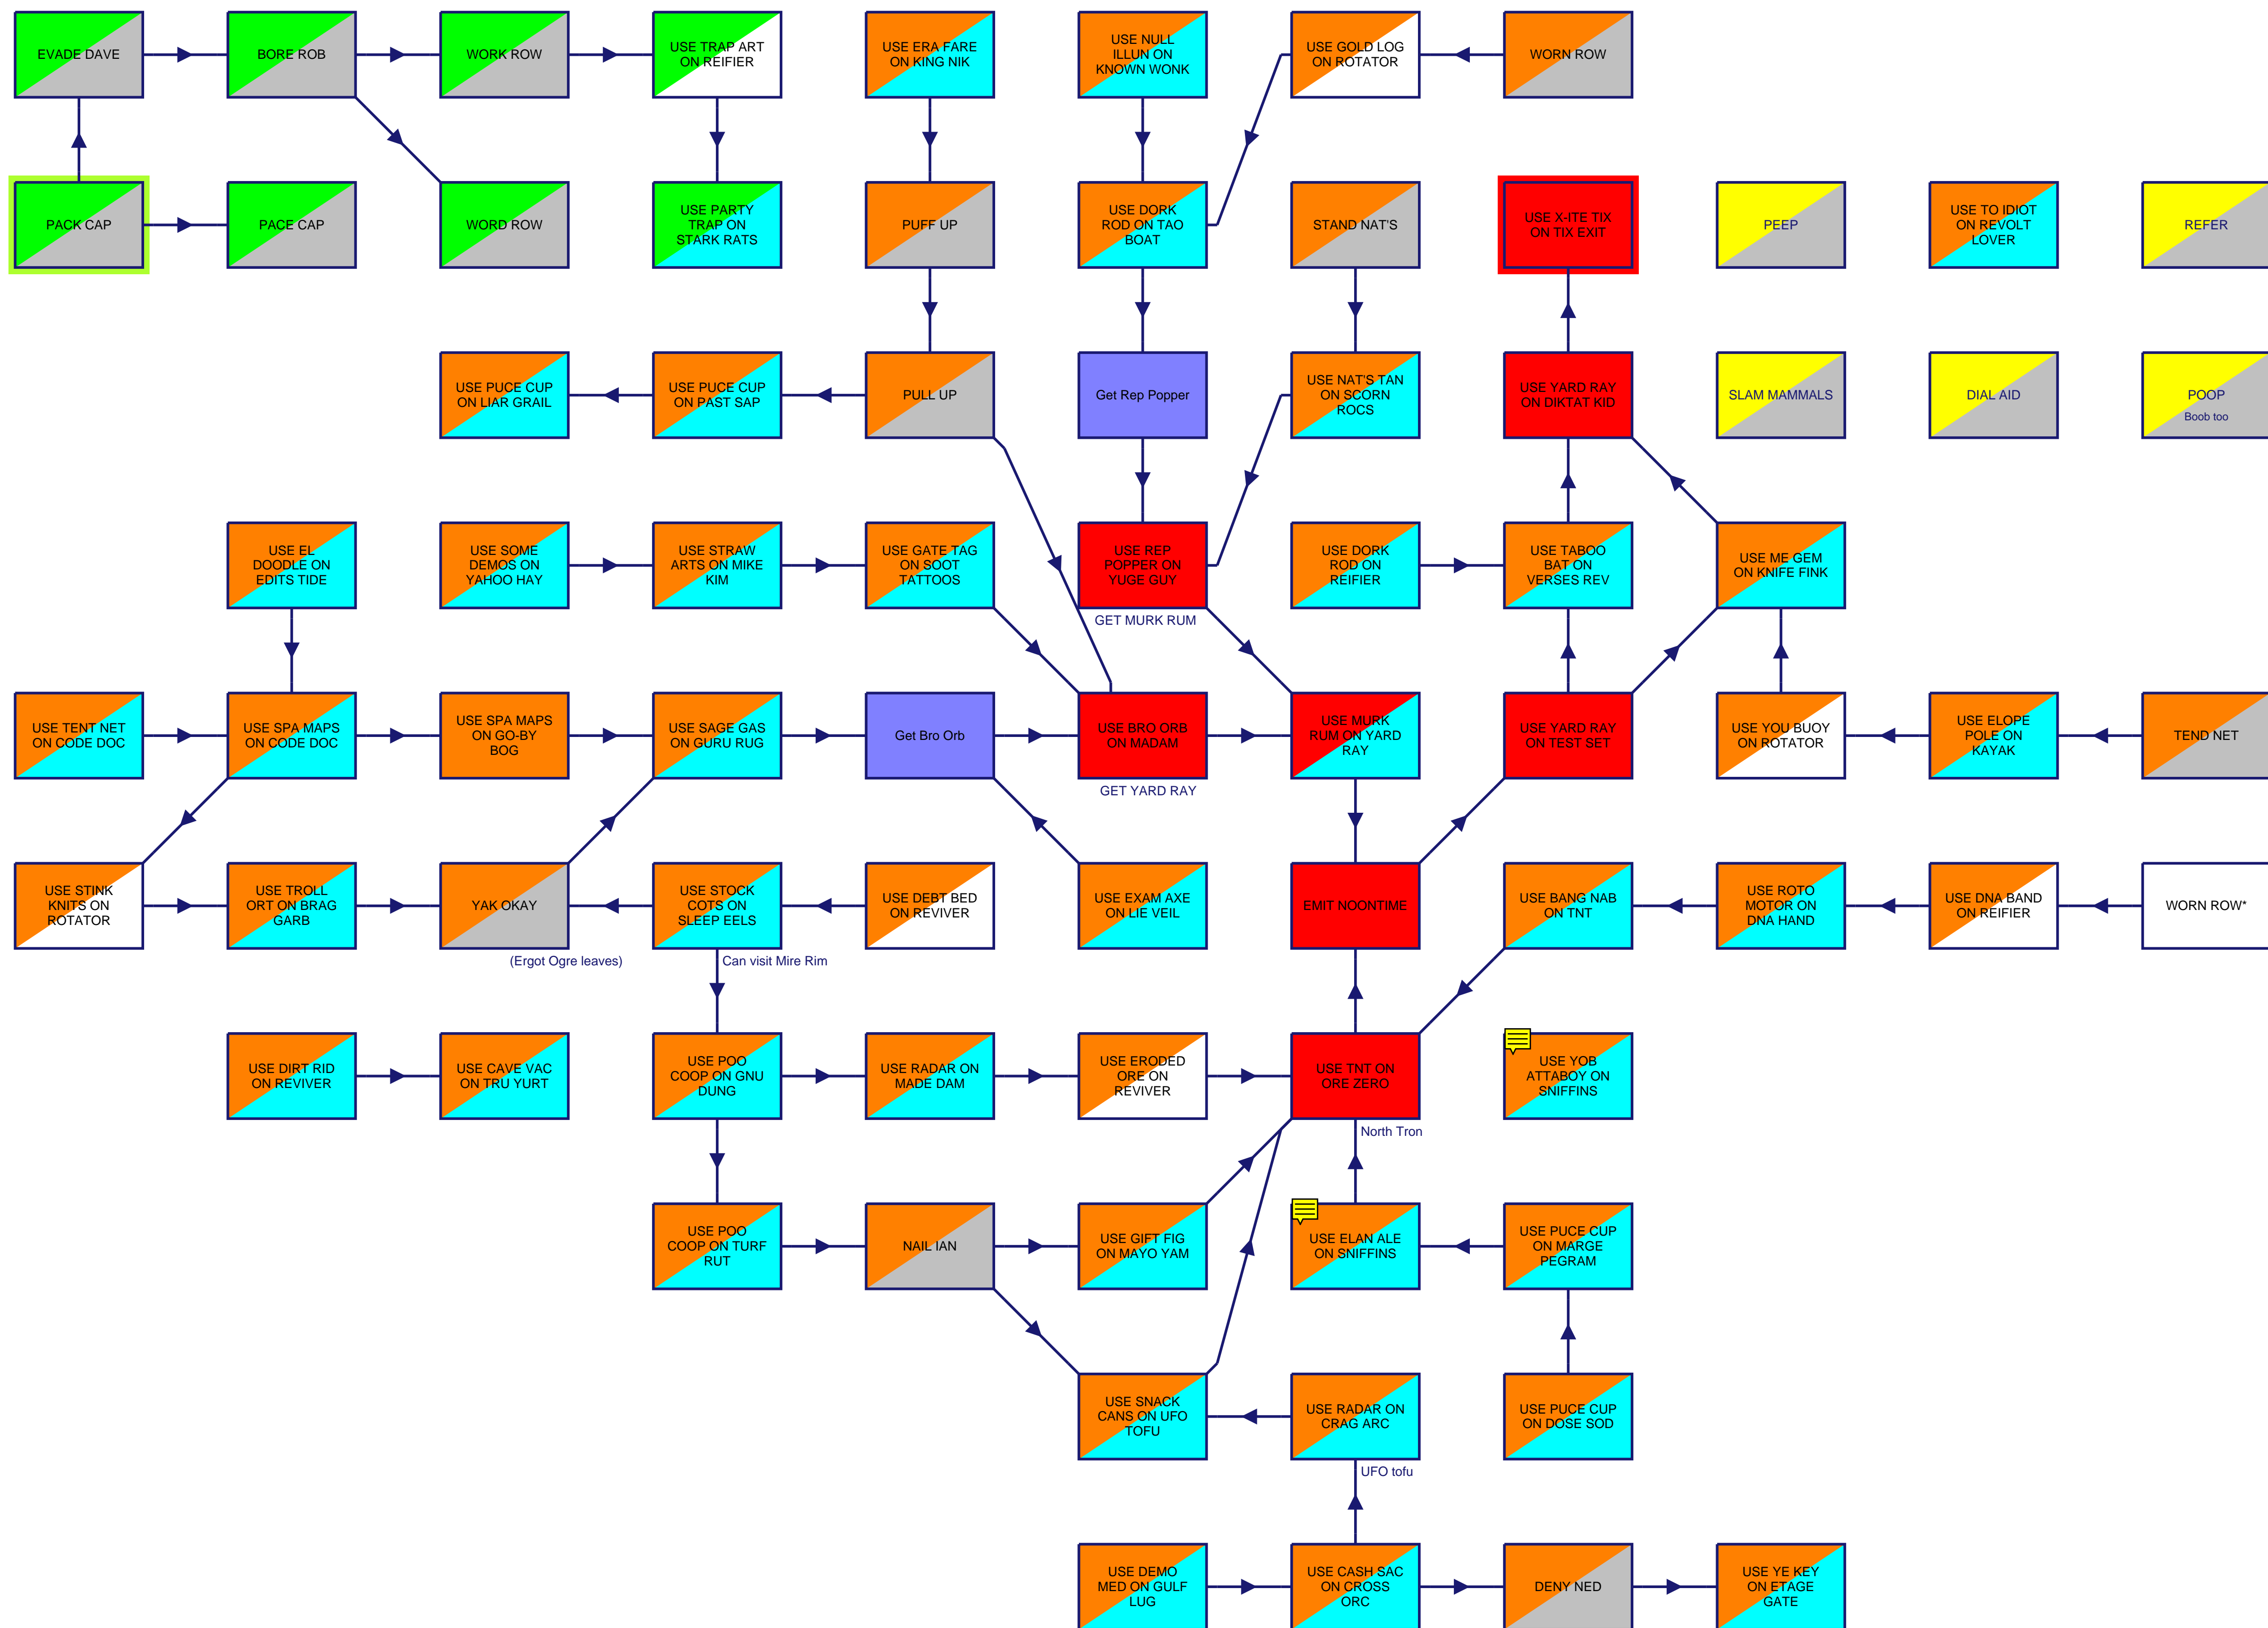 EVADE DAVE
BORE ROB
WORK ROW
USE TRAP ART
ON REIFIER
USE ERA FARE
ON KING NIK
USE NULL
ILLUN ON
KNOWN WONK
USE GOLD LOG
ON ROTATOR
WORN ROW
PACK CAP
PACE CAP
WORD ROW
USE PARTY
TRAP ON
STARK RATS
PUFF UP
USE DORK
ROD ON TAO
BOAT
STAND NAT'S
USE X-ITE TIX
ON TIX EXIT
PEEP
USE TO IDIOT
ON REVOLT
LOVER
REFER
USE PUCE CUP
ON LIAR GRAIL
USE PUCE CUP
ON PAST SAP
PULL UP
Get Rep Popper
USE NAT'S TAN
ON SCORN
ROCS
USE YARD RAY
ON DIKTAT KID
SLAM MAMMALS
DIAL AID
POOP
Boob too
USE EL
DOODLE ON
EDITS TIDE
USE SOME
DEMOS ON
YAHOO HAY
USE STRAW
ARTS ON MIKE
KIM
USE GATE TAG
ON SOOT
TATTOOS
USE REP
POPPER ON
YUGE GUY
GET MURK RUM
USE DORK
ROD ON
REIFIER
USE TABOO
BAT ON
VERSES REV
USE ME GEM
ON KNIFE FINK
USE TENT NET
ON CODE DOC
USE SPA MAPS
ON CODE DOC
USE SPA MAPS
ON GO-BY
BOG
USE SAGE GAS
ON GURU RUG
Get Bro Orb
USE BRO ORB
ON MADAM
GET YARD RAY
USE MURK
RUM ON YARD
RAY
USE YARD RAY
ON TEST SET
USE YOU BUOY
ON ROTATOR
USE ELOPE
POLE ON
KAYAK
TEND NET
USE STINK
KNITS ON
ROTATOR
USE TROLL
ORT ON BRAG
GARB
YAK OKAY
(Ergot Ogre leaves)
USE STOCK
COTS ON
SLEEP EELS
Can visit Mire Rim
USE DEBT BED
ON REVIVER
USE EXAM AXE
ON LIE VEIL
EMIT NOONTIME
USE BANG NAB
ON TNT
USE ROTO
MOTOR ON
DNA HAND
USE DNA BAND
ON REIFIER
WORN ROW*
USE DIRT RID
ON REVIVER
USE CAVE VAC
ON TRU YURT
USE POO
COOP ON GNU
DUNG
USE RADAR ON
MADE DAM
USE ERODED
ORE ON
REVIVER
USE TNT ON
ORE ZERO
North Tron
USE YOB
ATTABOY ON
SNIFFINS
USE POO
COOP ON TURF
RUT
NAIL IAN
USE GIFT FIG
ON MAYO YAM
USE ELAN ALE
ON SNIFFINS
USE PUCE CUP
ON MARGE
PEGRAM
USE SNACK
CANS ON UFO
TOFU
USE RADAR ON
CRAG ARC
UFO tofu
USE PUCE CUP
ON DOSE SOD
USE DEMO
MED ON GULF
LUG
USE CASH SAC
ON CROSS
ORC
DENY NED
USE YE KEY
ON ETAGE
GATE